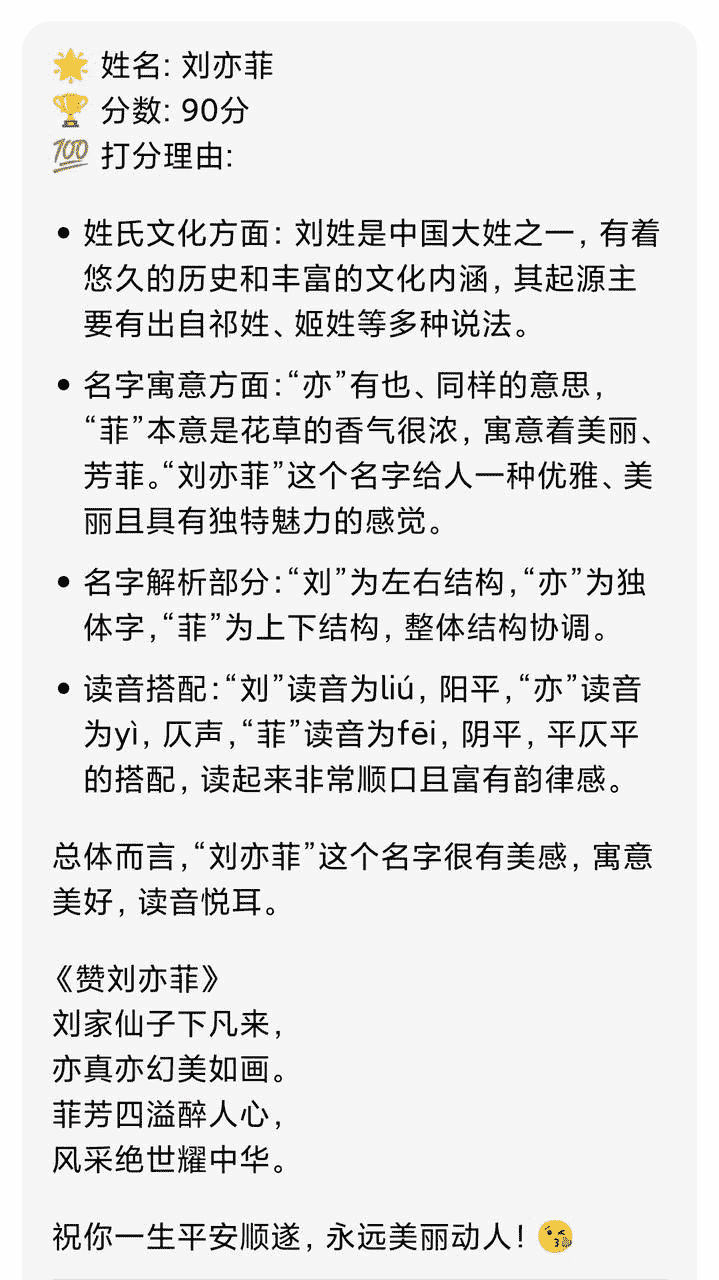 🌟 姓名: 刘亦菲
🏆 分数: 90分
💯 打分理由:
• 姓氏文化方面：刘姓是中国大姓之一，有着
悠久的历史和丰富的文化内涵，其起源主
要有出自祁姓、姬姓等多种说法。
• 名字寓意方面：“亦”有也、同样的意思，
“菲”本意是花草的香气很浓，寓意着美丽、
芳菲。“刘亦菲”这个名字给人一种优雅、美
丽且具有独特魅力的感觉。
• 名字解析部分：“刘”为左右结构，“亦”为独
体字，“菲”为上下结构，整体结构协调。
• 读音搭配：“刘”读音为liú，阳平，“亦”读音
为yì，仄声，“菲”读音为fēi，阴平，平仄平
的搭配，读起来非常顺口且富有韵律感。
总体而言，“刘亦菲”这个名字很有美感，寓意
美好，读音悦耳。
《赞刘亦菲》
刘家仙子下凡来，
亦真亦幻美如画。
菲芳四溢醉人心，
风采绝世耀中华。
祝你一生平安顺遂，永远美丽动人！😘